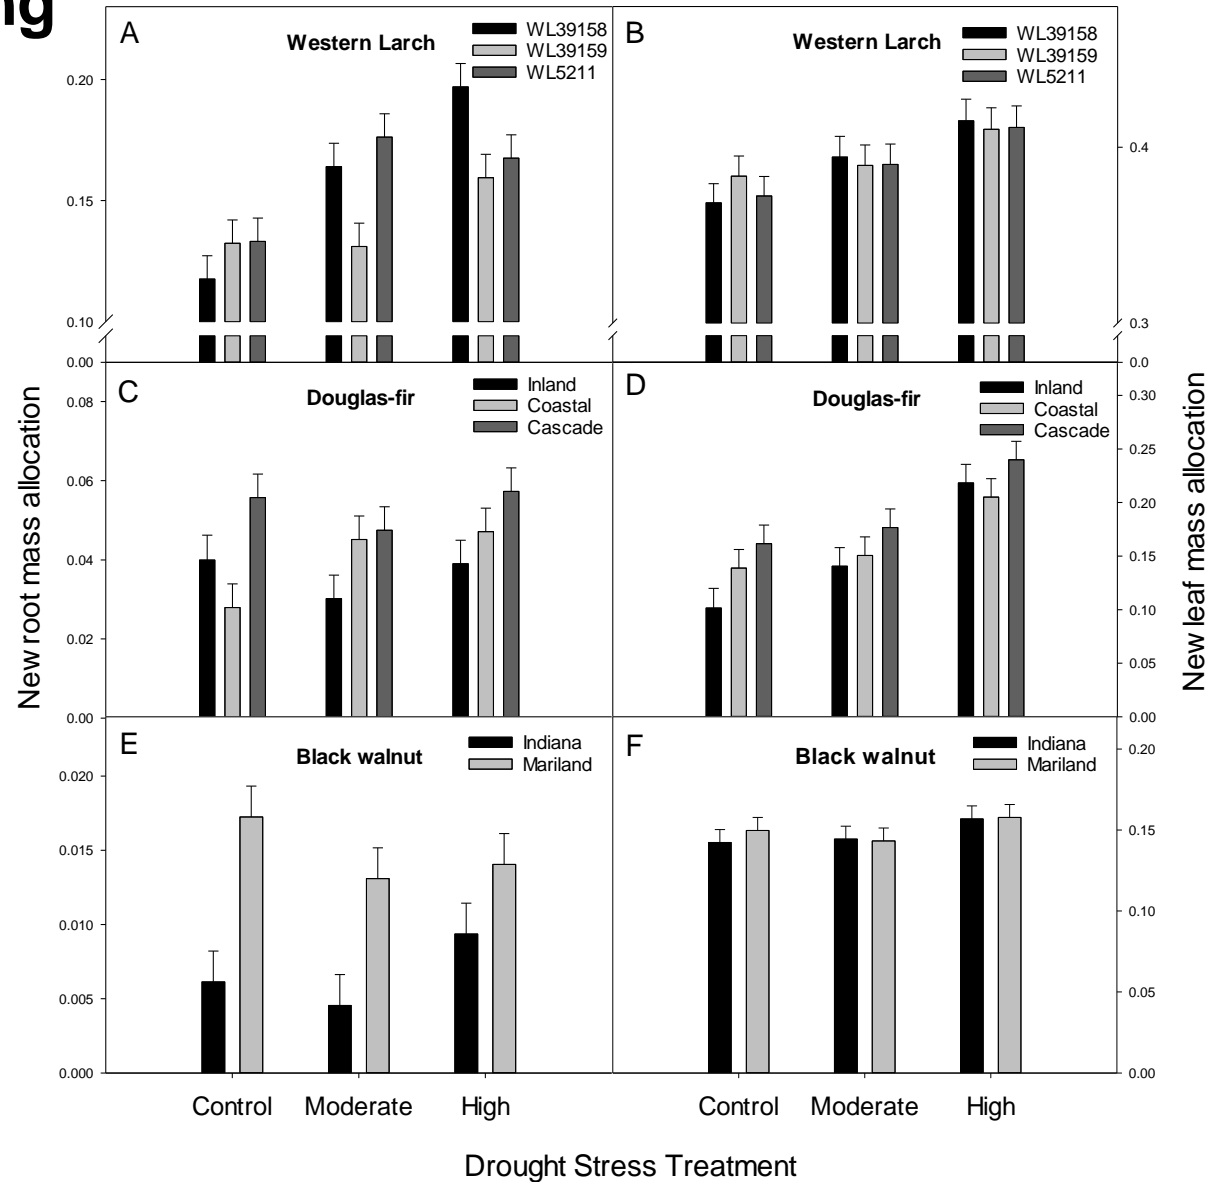 ng
A
Western Larch
WL39158
WL39159
WL5211
0.20
0.15
0.10
0.00
B
Western Larch
WL39158
WL39159
WL5211
0.4
0.3
0.0
New root mass allocation
C
Douglas-fir
Inland
Coastal
Cascade
0.08
0.06
0.04
0.02
0.00
D
Douglas-fir
Inland
Coastal
Cascade
0.30
0.25
0.20
0.15
0.10
0.05
0.00
New leaf mass allocation
E
Black walnut
Indiana
Mariland
0.020
0.015
0.010
0.005
0.000
F
Black walnut
Indiana
Mariland
0.20
0.15
0.10
0.05
0.00
Control Moderate High
Control Moderate High
Drought Stress Treatment